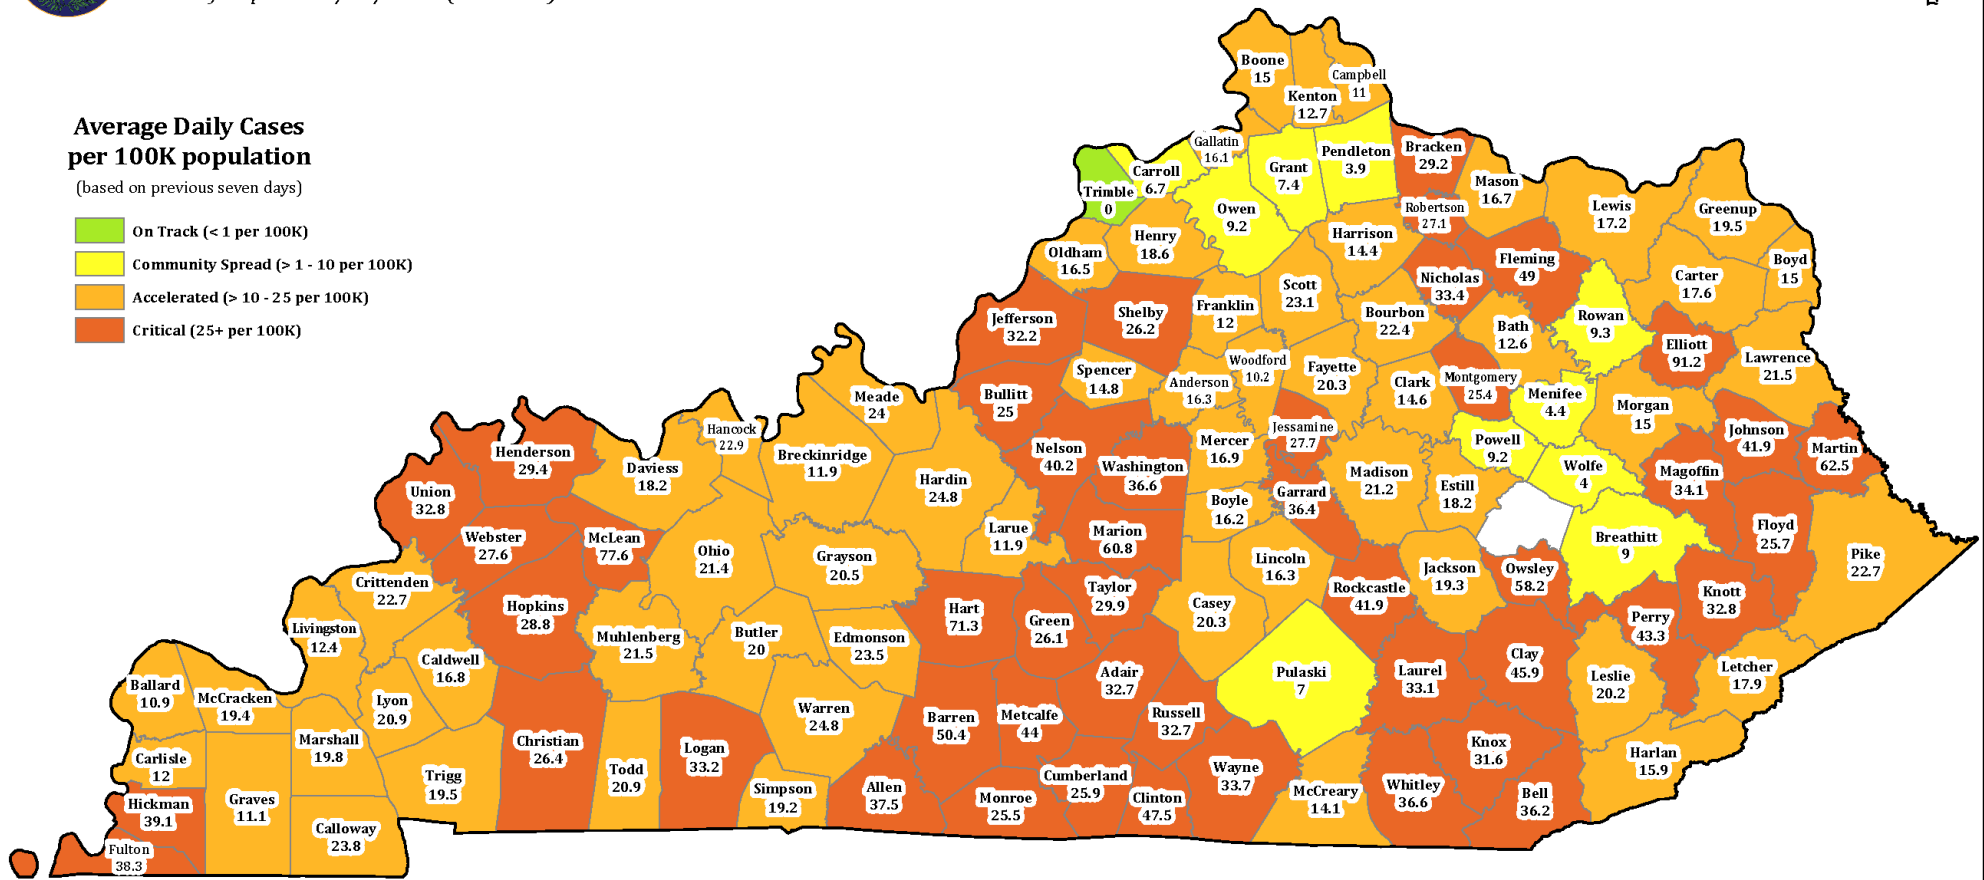 Average Daily Cases
per 100K population
(based on previous seven days)
On Track (< 1 per 100K)
Community Spread (> 1 - 10 per 100K)
Accelerated (> 10 - 25 per 100K)
Critical (25+ per 100K)
Boone
15
Campbell
11
Kenton
12.7
Gallatin
16.1
Carroll
6.7
Trimble
0
Grant
7.4
Pendleton
3.9
Bracken
29.2
Mason
16.7
Robertson
27.1
Lewis
17.2
Greenup
19.5
Owen
9.2
Henry
18.6
Oldham
16.5
Harrison
14.4
Nicholas
33.4
Fleming
49
Carter
17.6
Boyd
15
Jefferson
32.2
Shelby
26.2
Franklin
12
Scott
23.1
Bourbon
22.4
Bath
12.6
Rowan
9.3
Elliott
91.2
Lawrence
21.5
Spencer
14.8
Anderson
16.3
Woodford
10.2
Fayette
20.3
Clark
14.6
Montgomery
25.4
Menifee
4.4
Morgan
15
Bullitt
25
Meade
24
Hancock
22.9
Breckinridge
11.9
Daviess
18.2
Henderson
29.4
Union
32.8
Hardin
24.8
Nelson
40.2
Washington
36.6
Mercer
16.9
Jessamine
27.7
Madison
21.2
Powell
9.2
Wolfe
4
Estill
18.2
Magoffin
34.1
Johnson
41.9
Martin
62.5
Boyle
16.2
Garrard
36.4
Webster
27.6
McLean
77.6
Ohio
21.4
Grayson
20.5
Larue
11.9
Marion
60.8
Lincoln
16.3
Rockcastle
41.9
Jackson
19.3
Owsley
58.2
Breathitt
9
Floyd
25.7
Pike
22.7
Crittenden
22.7
Livingston
12.4
Hopkins
28.8
Muhlenberg
21.5
Butler
20
Edmonson
23.5
Hart
71.3
Green
26.1
Taylor
29.9
Casey
20.3
Perry
43.3
Knott
32.8
Caldwell
16.8
Lyon
20.9
Ballard
10.9
McCracken
19.4
Carlisle
12
Marshall
19.8
Trigg
19.5
Christian
26.4
Todd
20.9
Logan
33.2
Warren
24.8
Simpson
19.2
Allen
37.5
Barren
50.4
Metcalfe
44
Adair
32.7
Russell
32.7
Pulaski
7
Laurel
33.1
Clay
45.9
Leslie
20.2
Letcher
17.9
Harlan
15.9
Knox
31.6
Bell
36.2
Whitley
36.6
McCreary
14.1
Wayne
33.7
Clinton
47.5
Cumberland
25.9
Monroe
25.5
Hickman
39.1
Fulton
38.3
Graves
11.1
Calloway
23.8